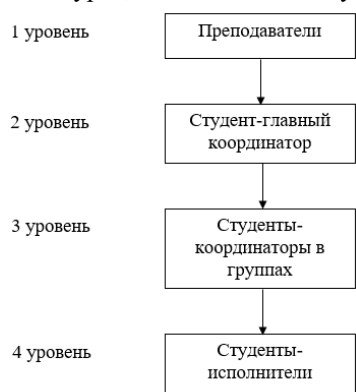 1 уровень
Преподаватели
2 уровень
Студент-главный
координатор
3 уровень
Студенты-
координаторы в
группах
4 уровень
Студенты-
исполнители